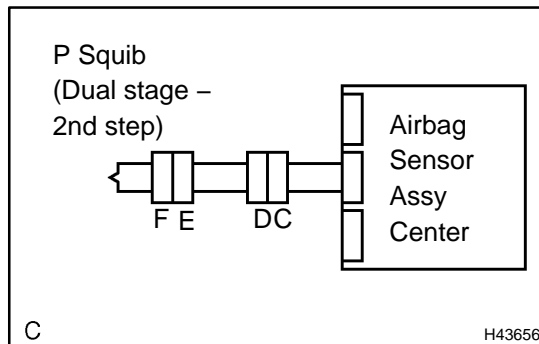 P Squib
(Dual stage –
2nd step)
Airbag
Sensor
Assy
Center
F E
DC
C
H43656